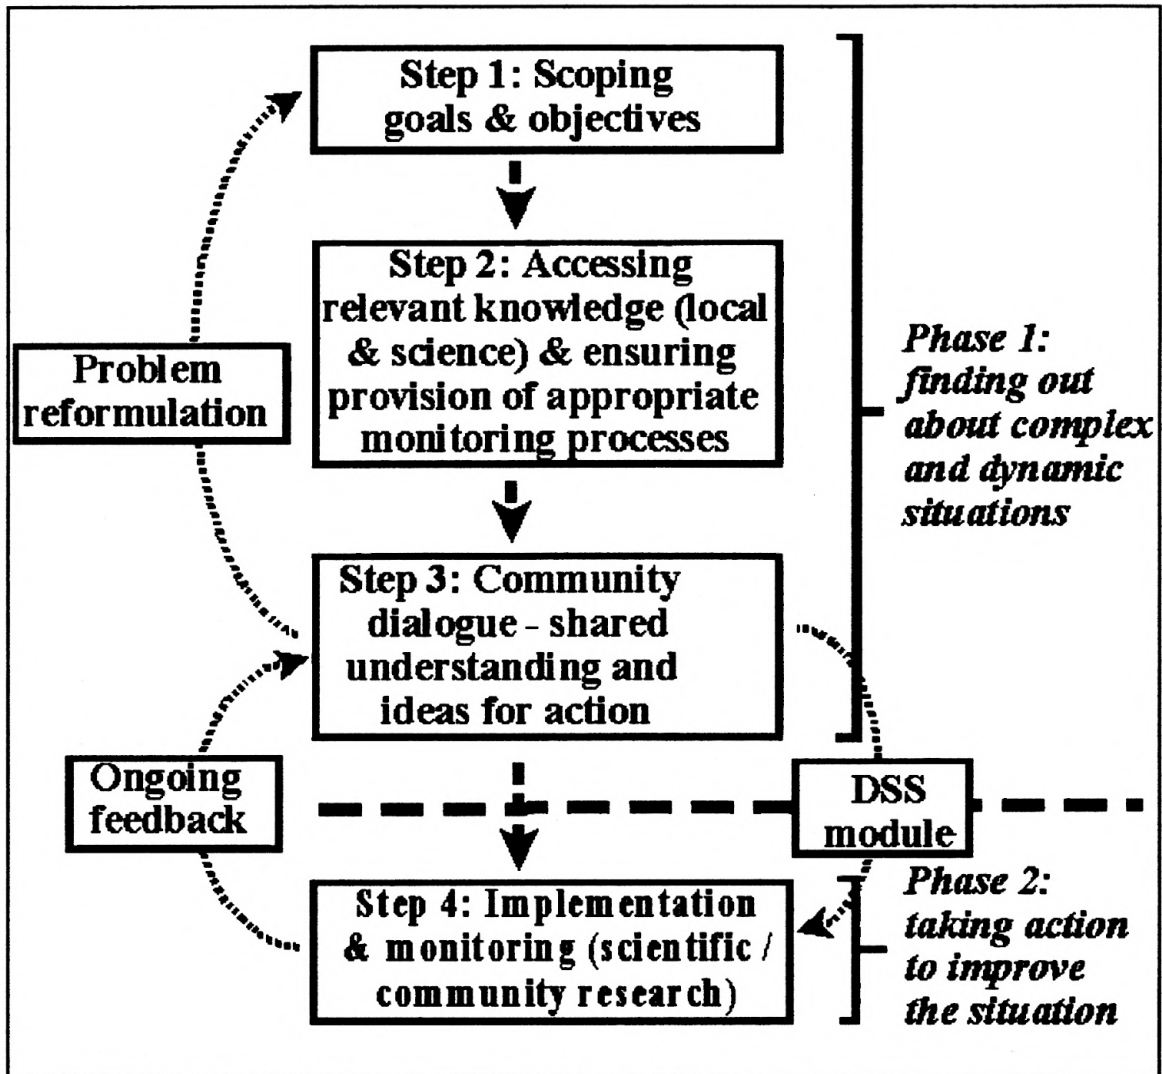 Step 1: Scoping
goals & objectives
Step 2: Accessing
relevant knowledge (local
& science) & ensuring
provision of appropriate
monitoring processes
Problem
reformulation
Phase 1:
finding out
about complex
and dynamic
situations
Step 3: Community
dialogue - shared
understanding and
ideas for action
Ongoing
feedback
DSS
module
Step 4: Implementation
& monitoring (scientific /
community research)
Phase 2:
taking action
to improve
the situation